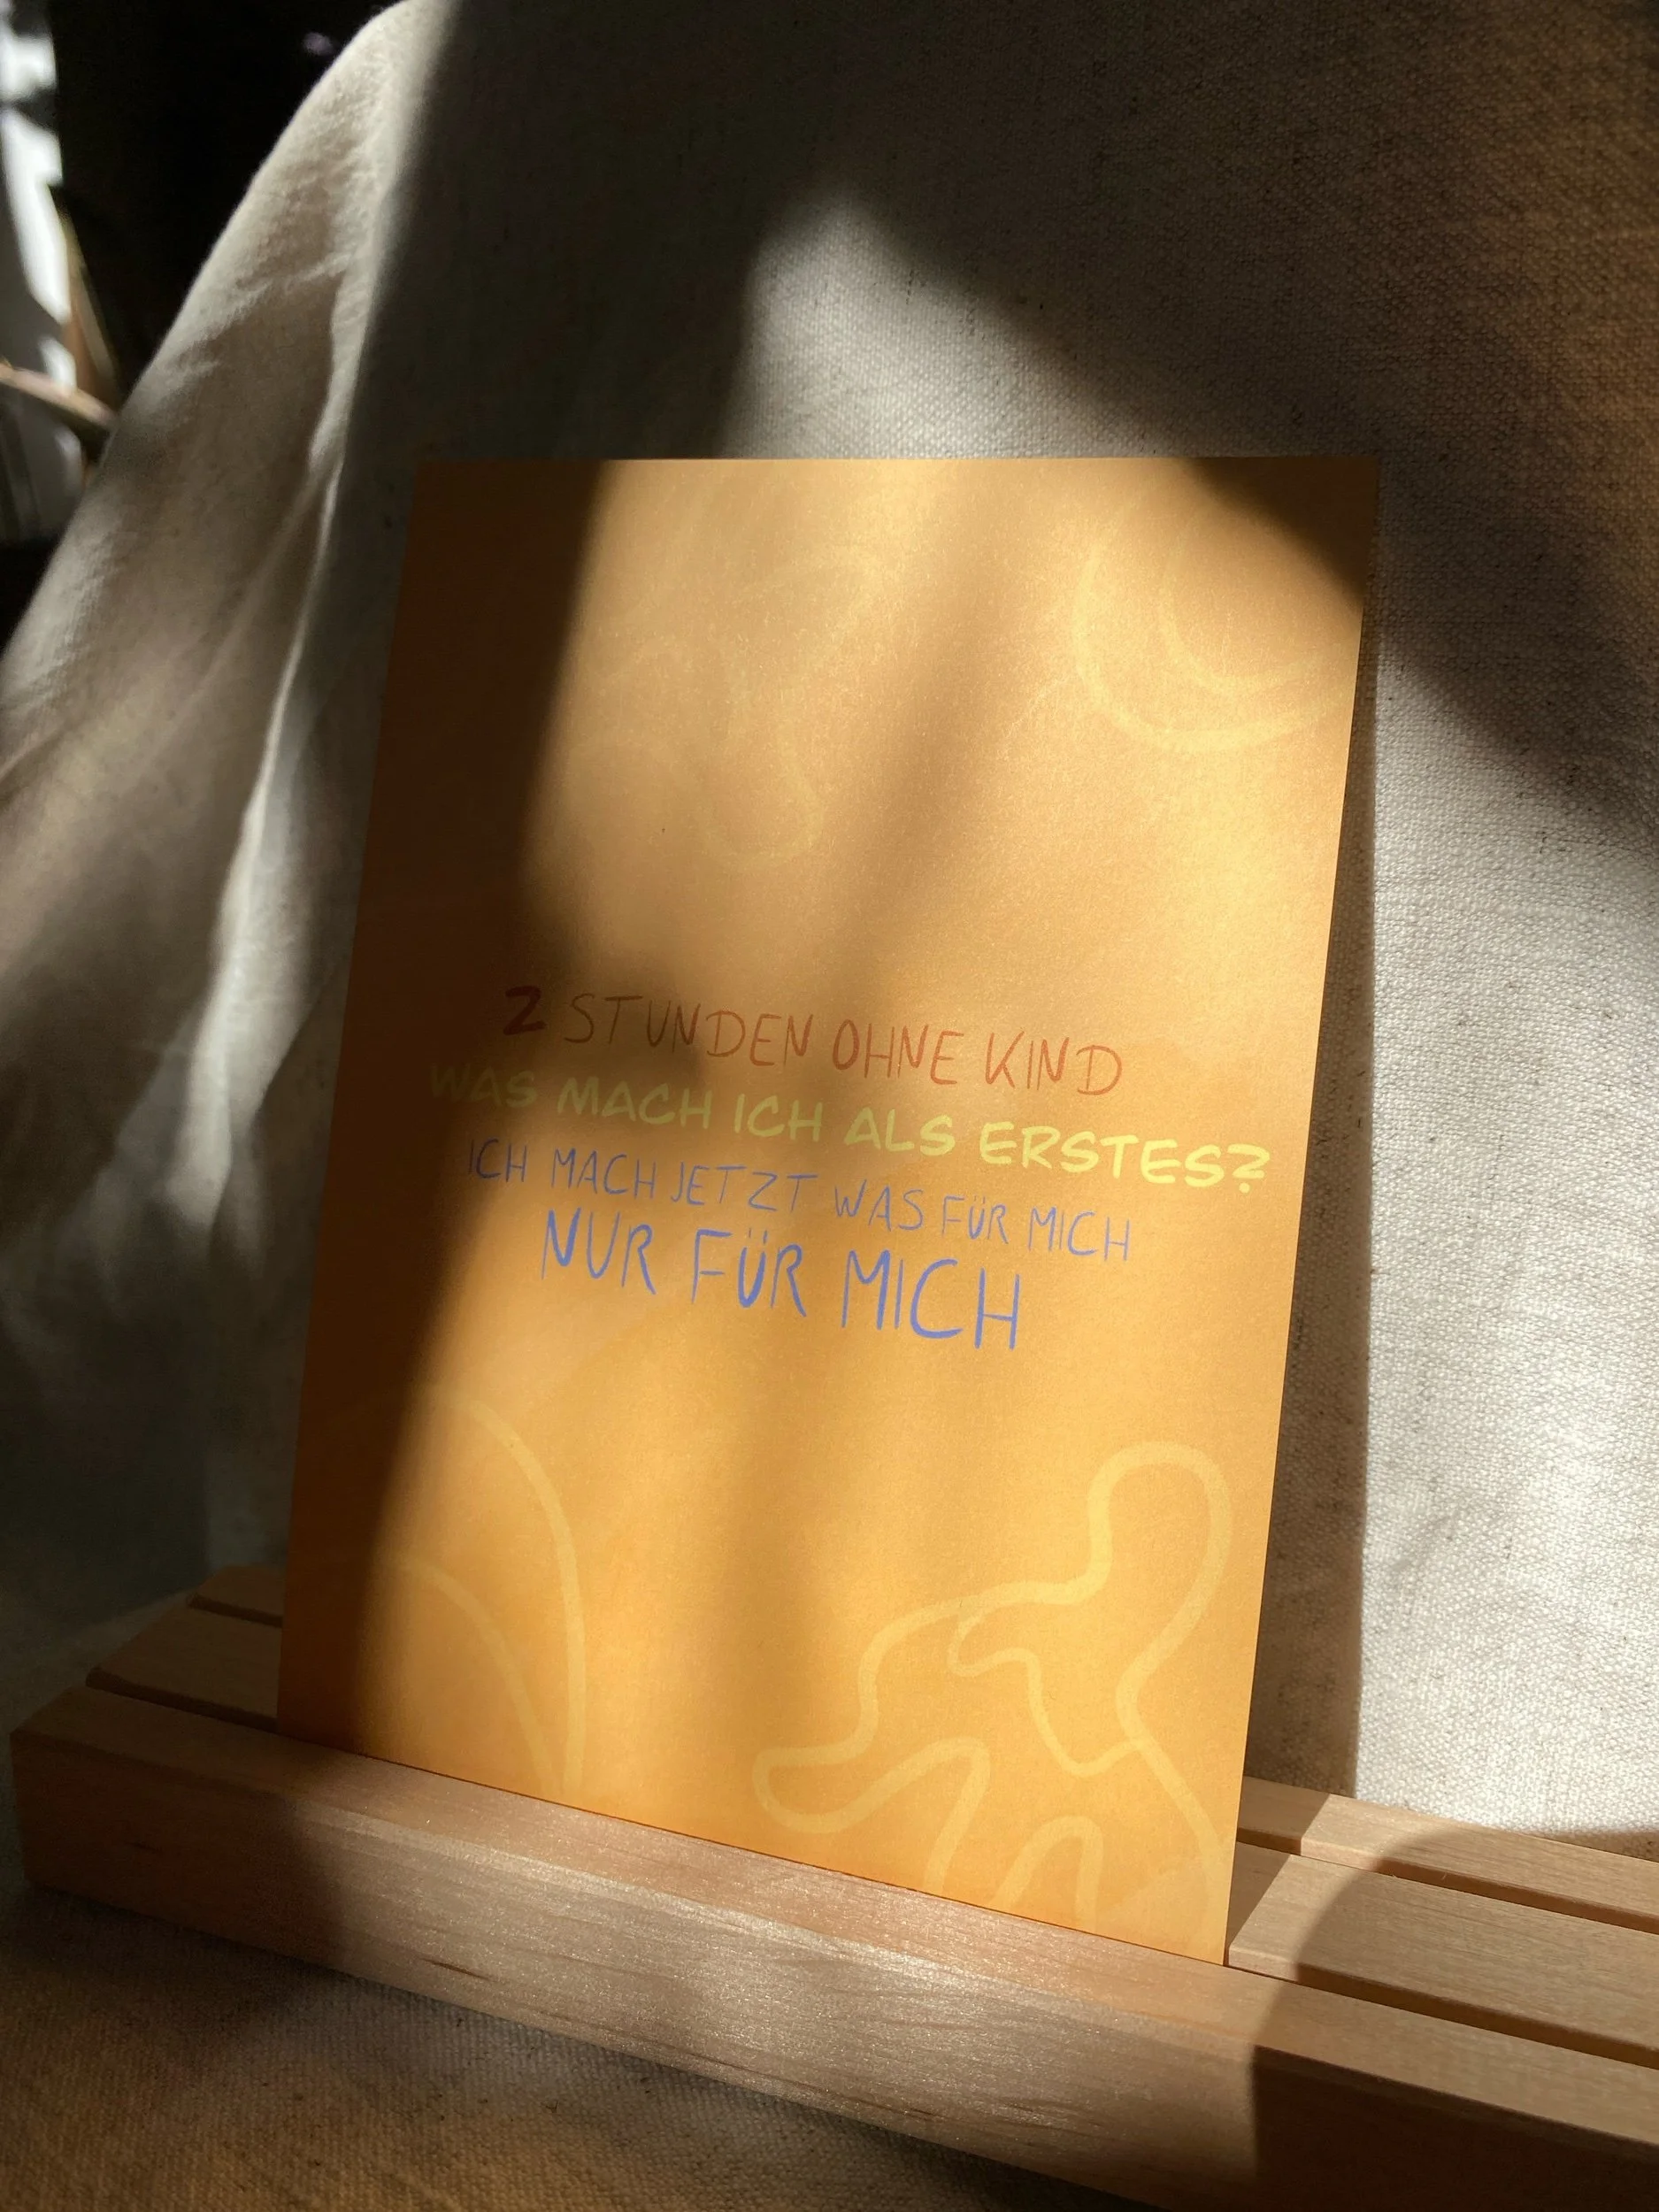 2 STUNDEN OHNE KIND
WAS MACH ICH ALS ERSTES?
ICH MACH JETZT WAS FÜR MICH
NUR FÜR MICH